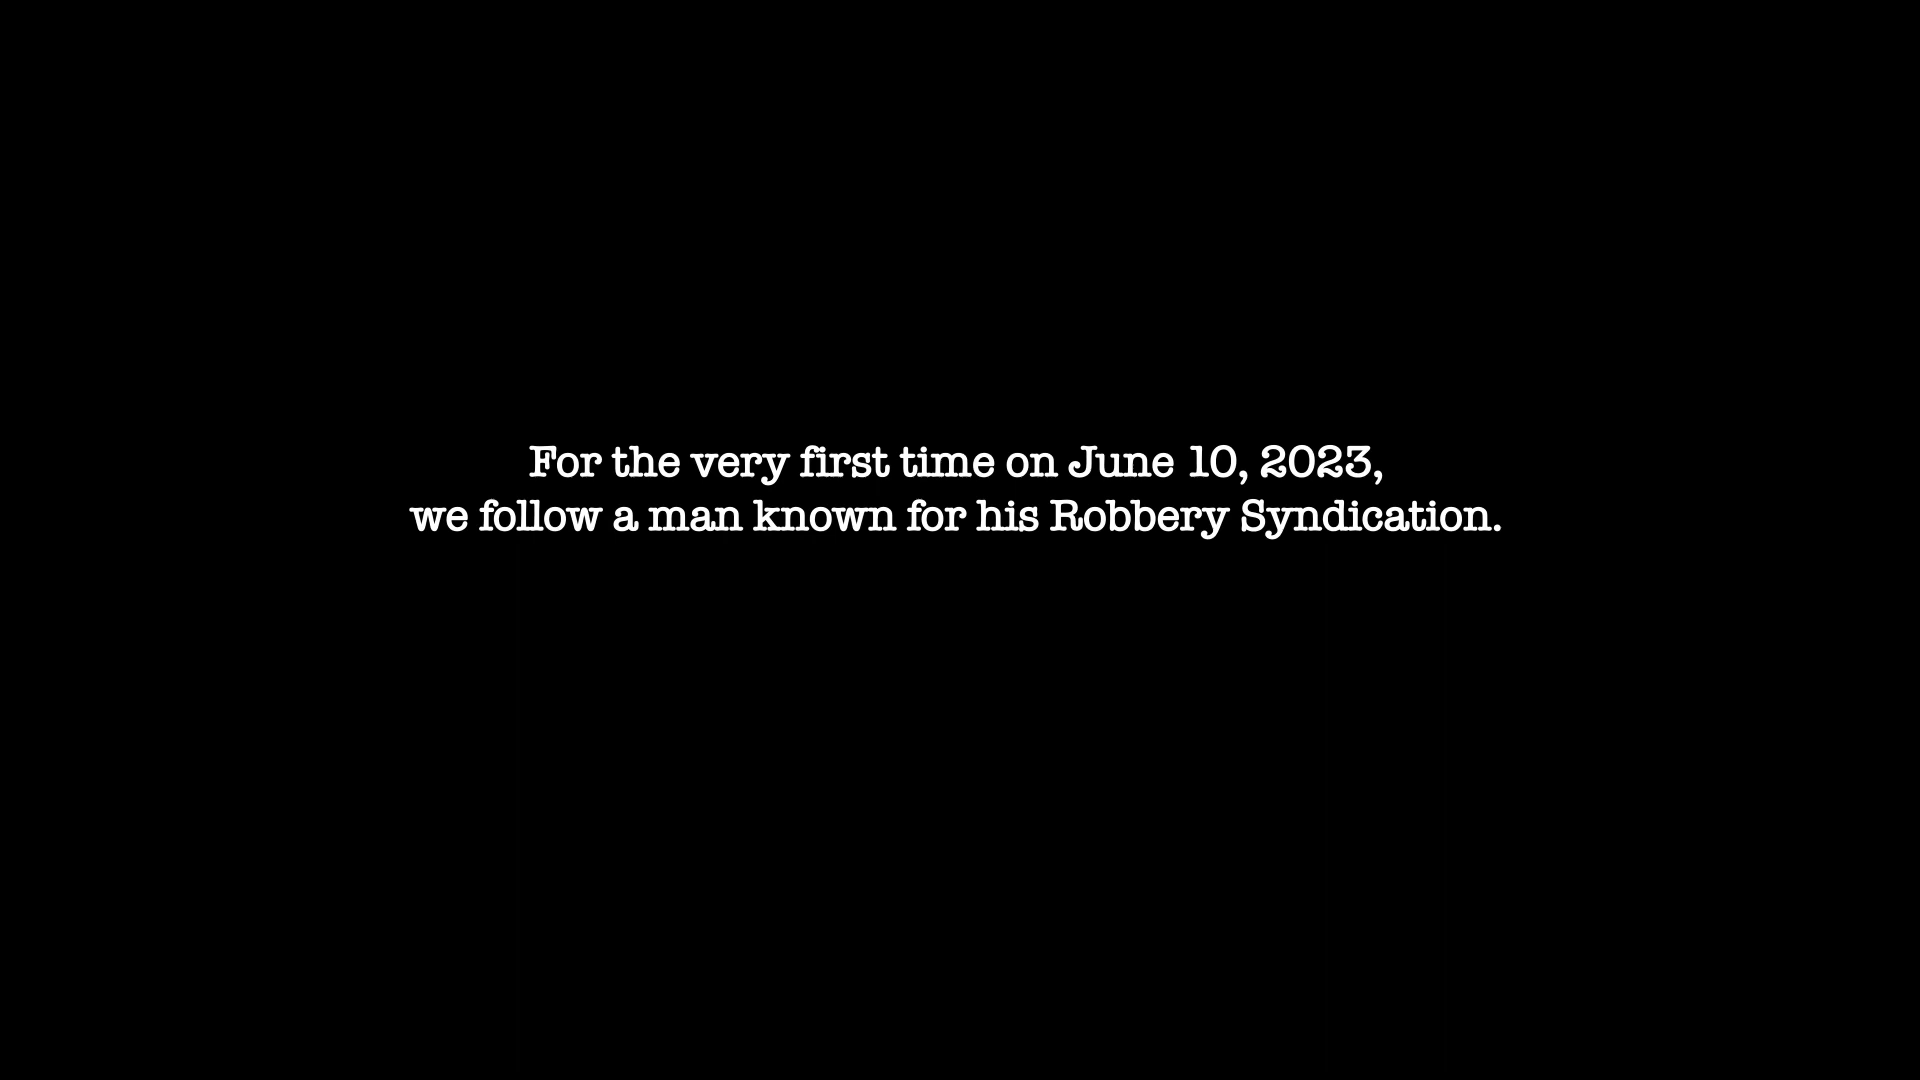 For the very first time on June 10, 2023,
we follow a man known for his Robbery Syndication.